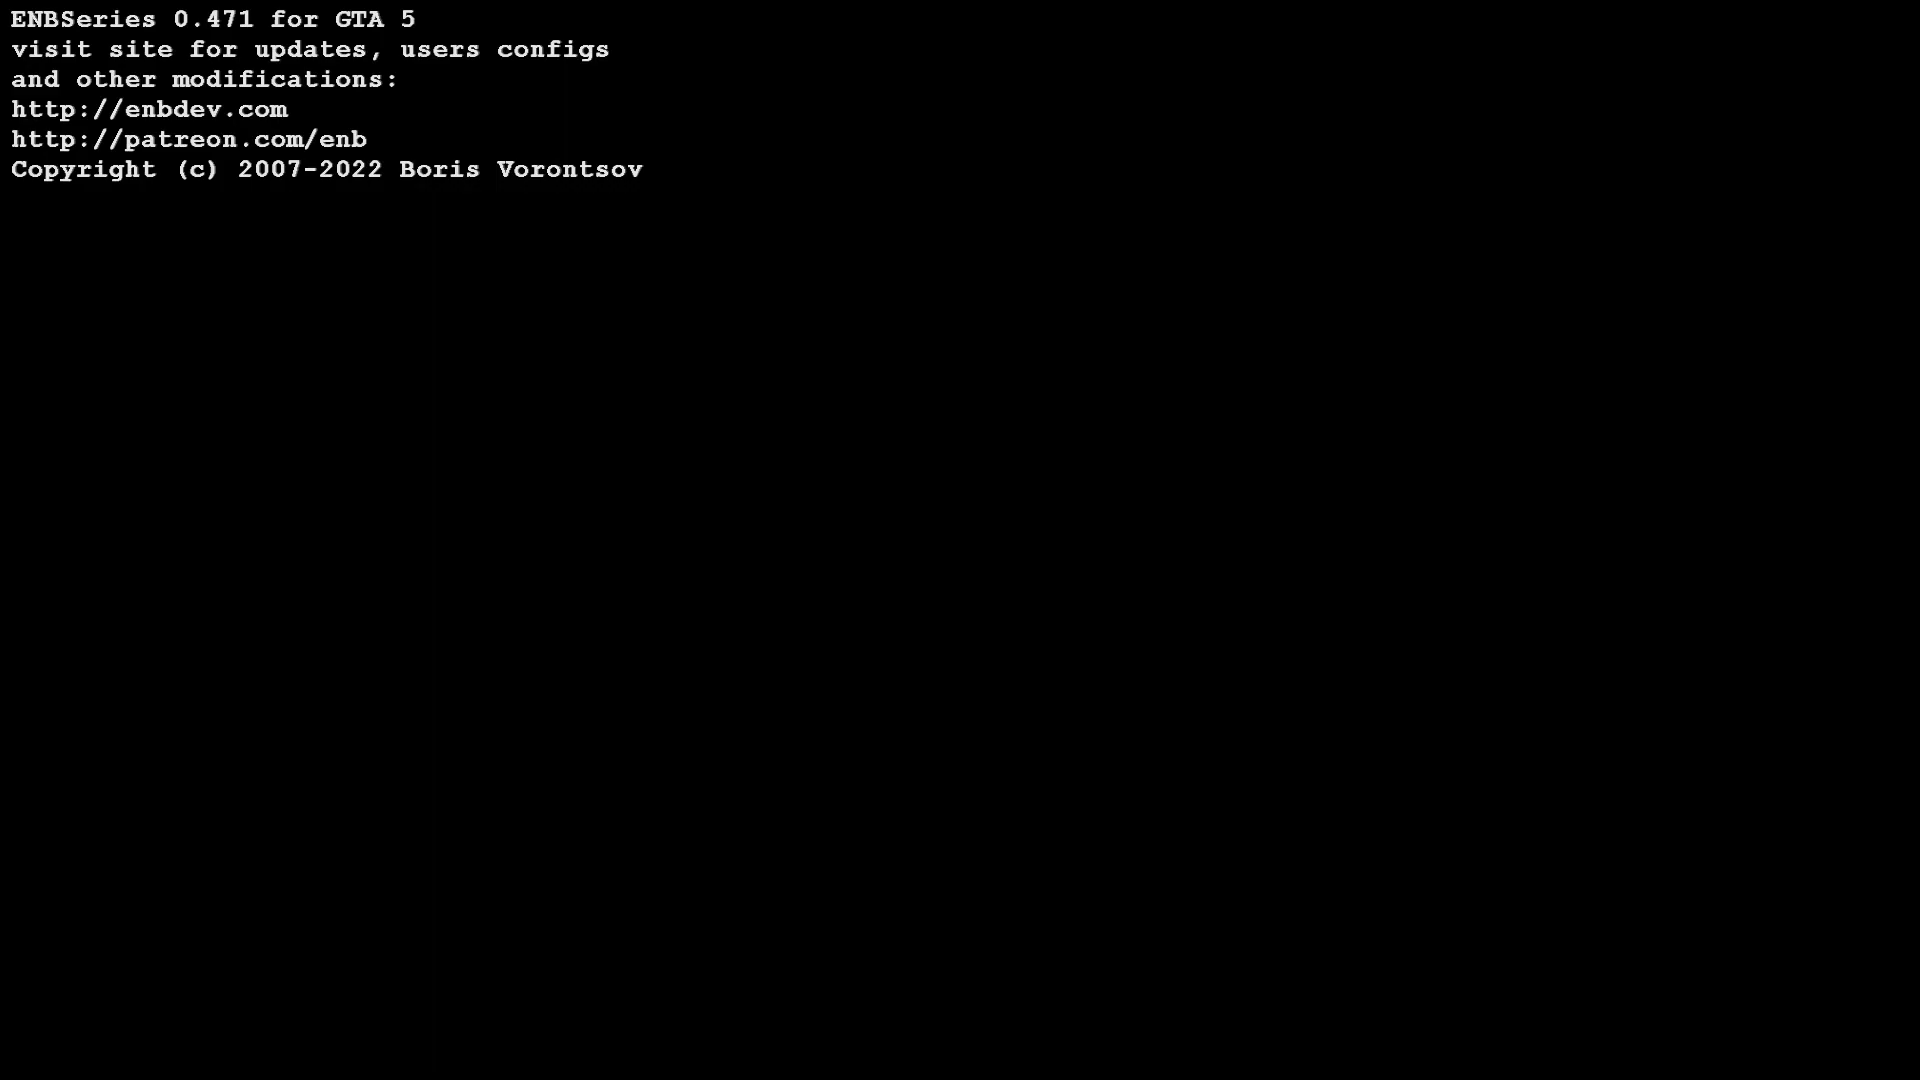 ENBSeries 0.471 for GTA 5
visit site for updates, users configs
and other modifications:
http://enbdev.com
http://patreon.com/enb
Copyright (c) 2007-2022 Boris Vorontsov